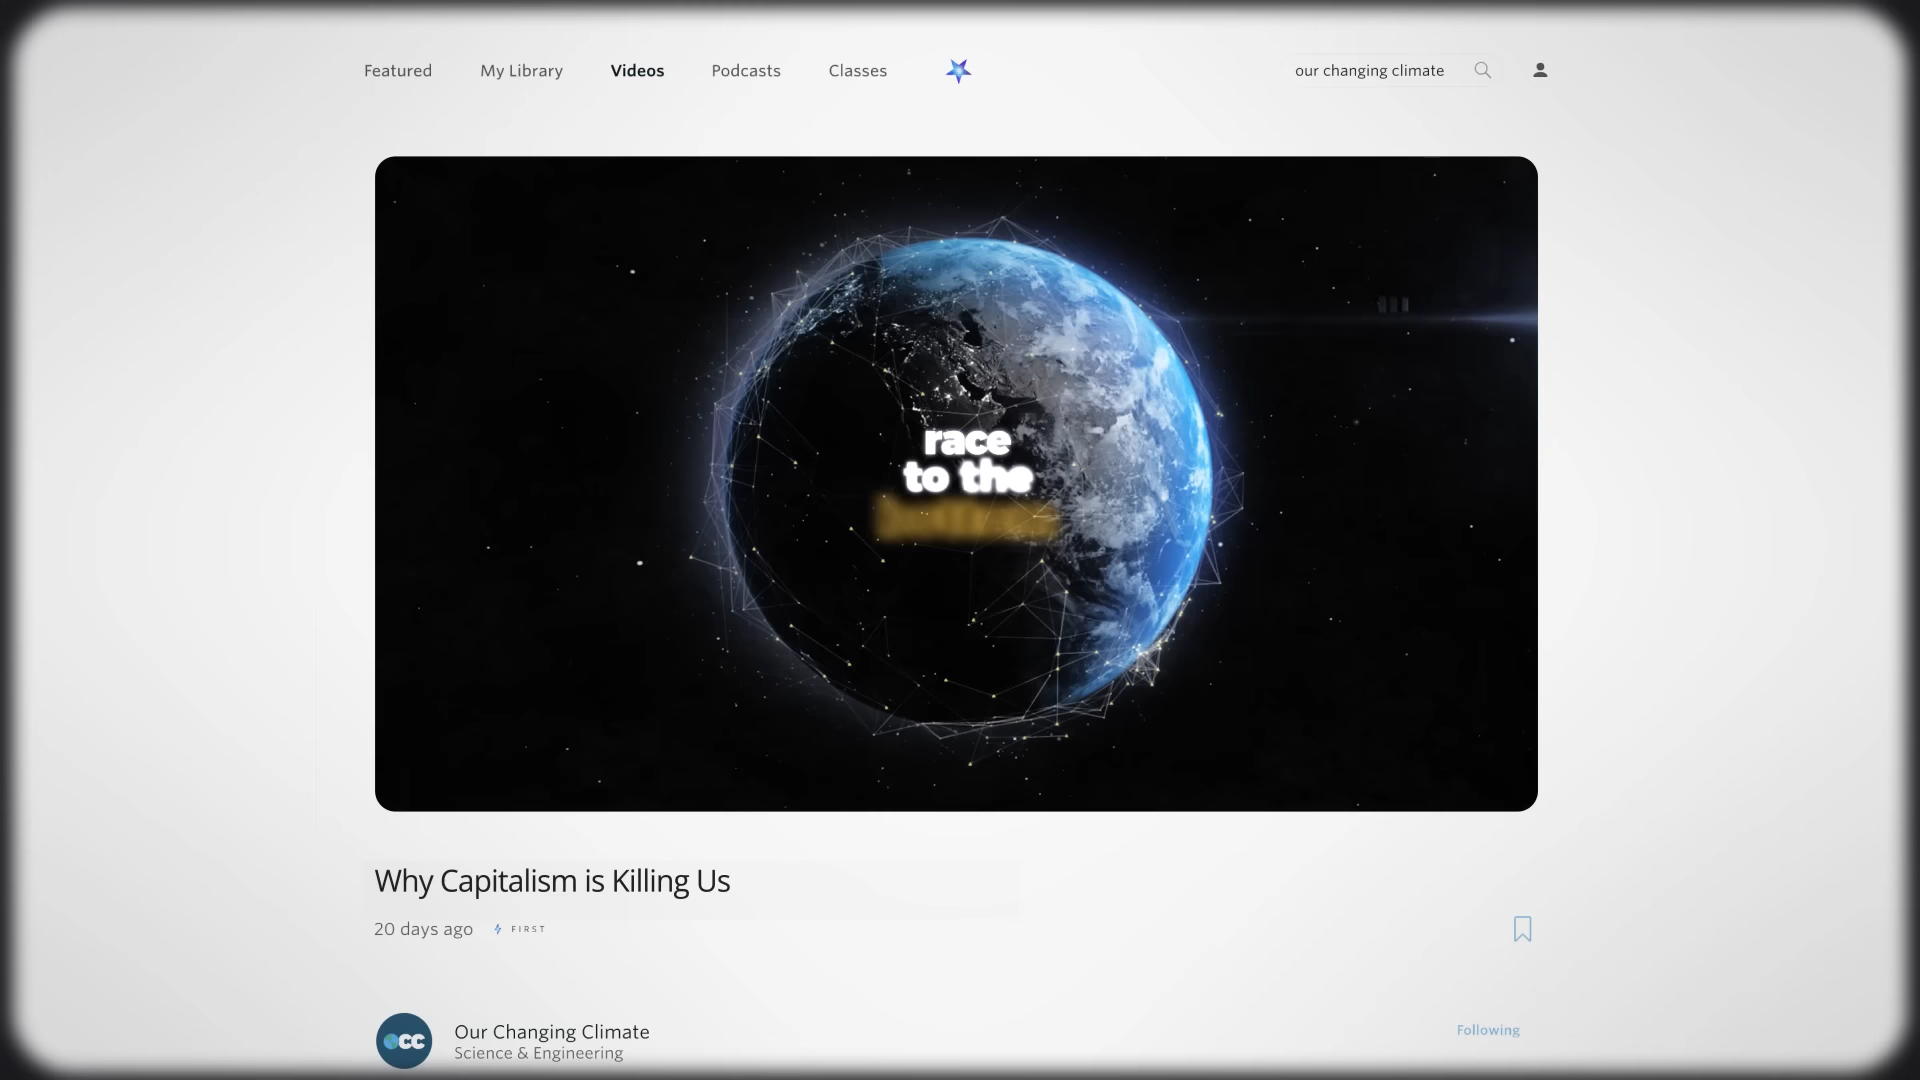 Featured My Library Videos Podcasts Classes our changing climate
race
to the
Why Capitalism is Killing Us
20 days ago FIRST
OCC Our Changing Climate Following
Science & Engineering